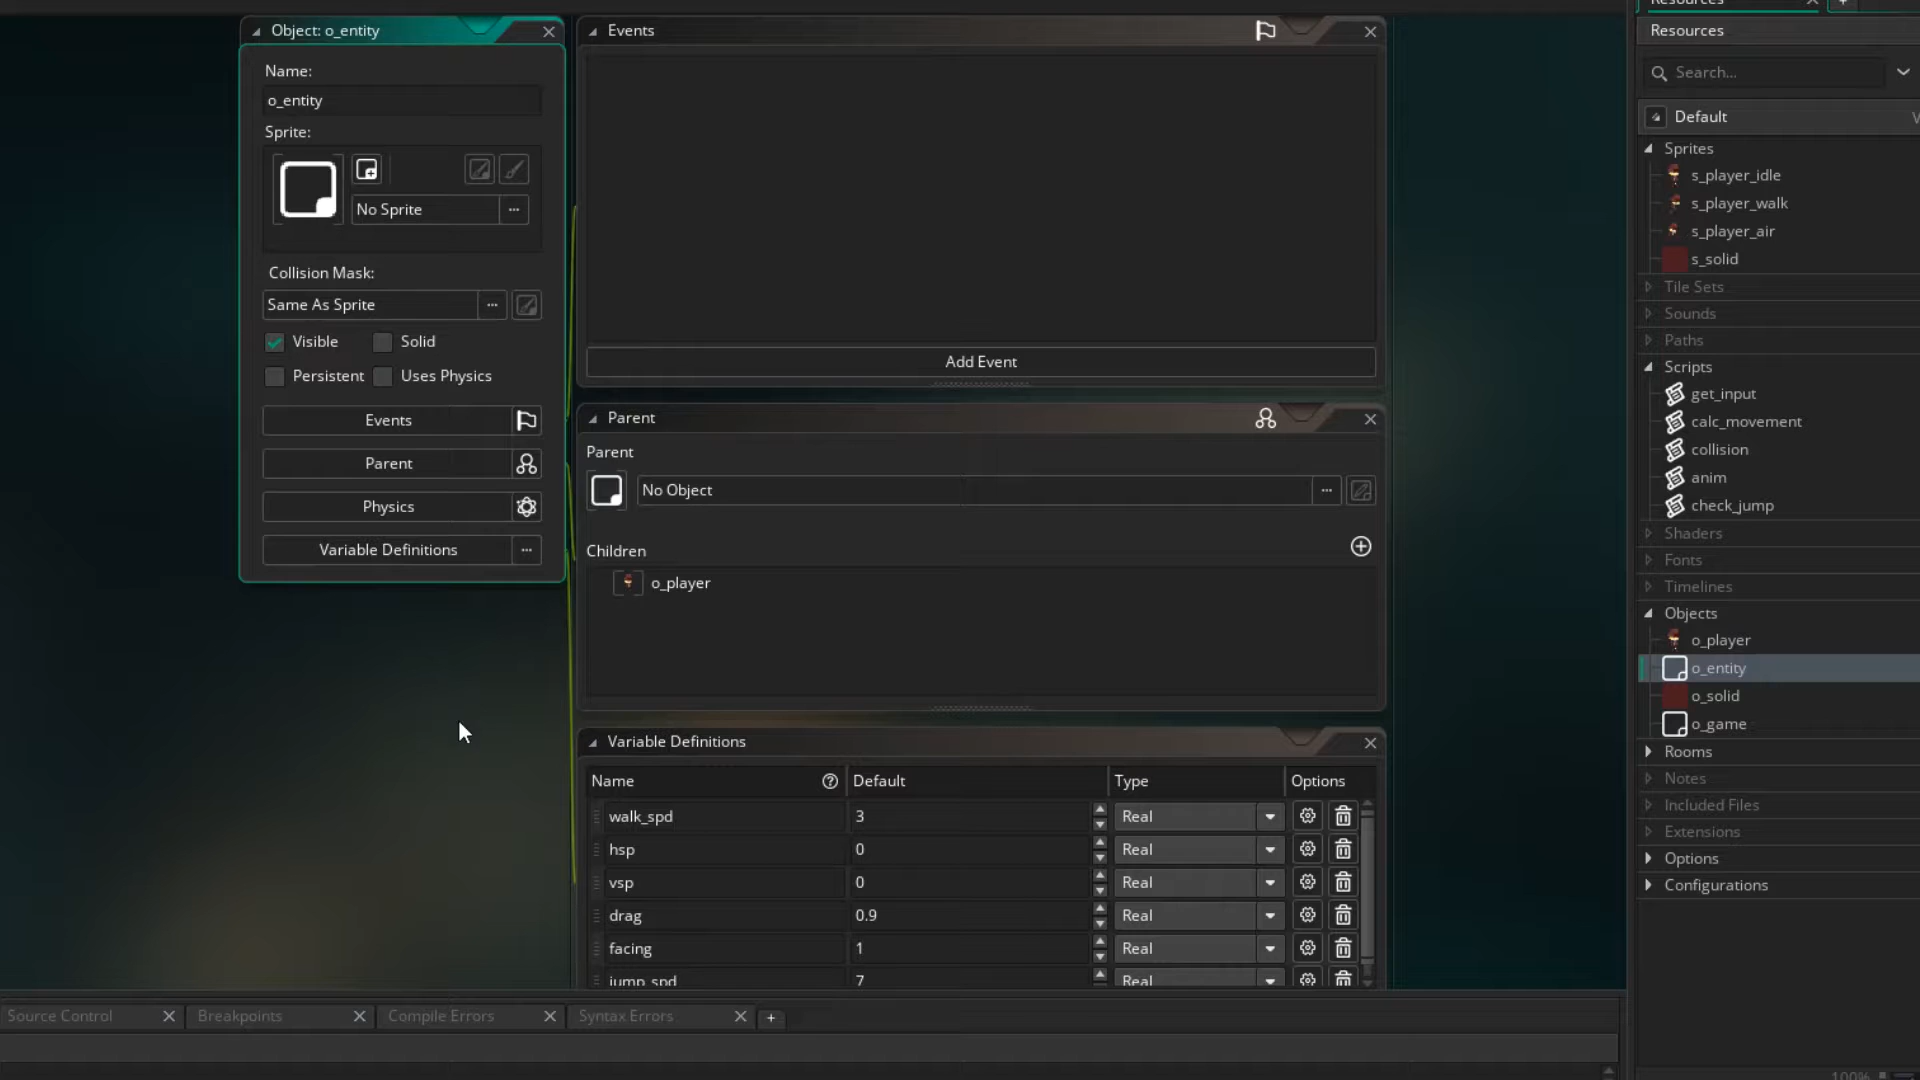 Object: o_entity
Name:
o_entity
Sprite:
No Sprite
...
Collision Mask:
Same As Sprite
...
Visible
Solid
Persistent
Uses Physics
Events
Parent
Physics
Variable Definitions
...
Events
Add Event
Parent
Parent
No Object
...
Children
o_player
Variable Definitions
Name
Default
Type
Options
walk_spd
3
Real
hsp
0
Real
vsp
0
Real
drag
0.9
Real
facing
1
Real
jump_spd
7
Real
Resources
Resources
Search...
Default
Sprites
s_player_idle
s_player_walk
s_player_air
s_solid
Tile Sets
Sounds
Paths
Scripts
get_input
calc_movement
collision
anim
check_jump
Shaders
Fonts
Timelines
Objects
o_player
o_entity
o_solid
o_game
Rooms
Notes
Included Files
Extensions
Options
Configurations
100%
Source Control
Breakpoints
Compile Errors
Syntax Errors